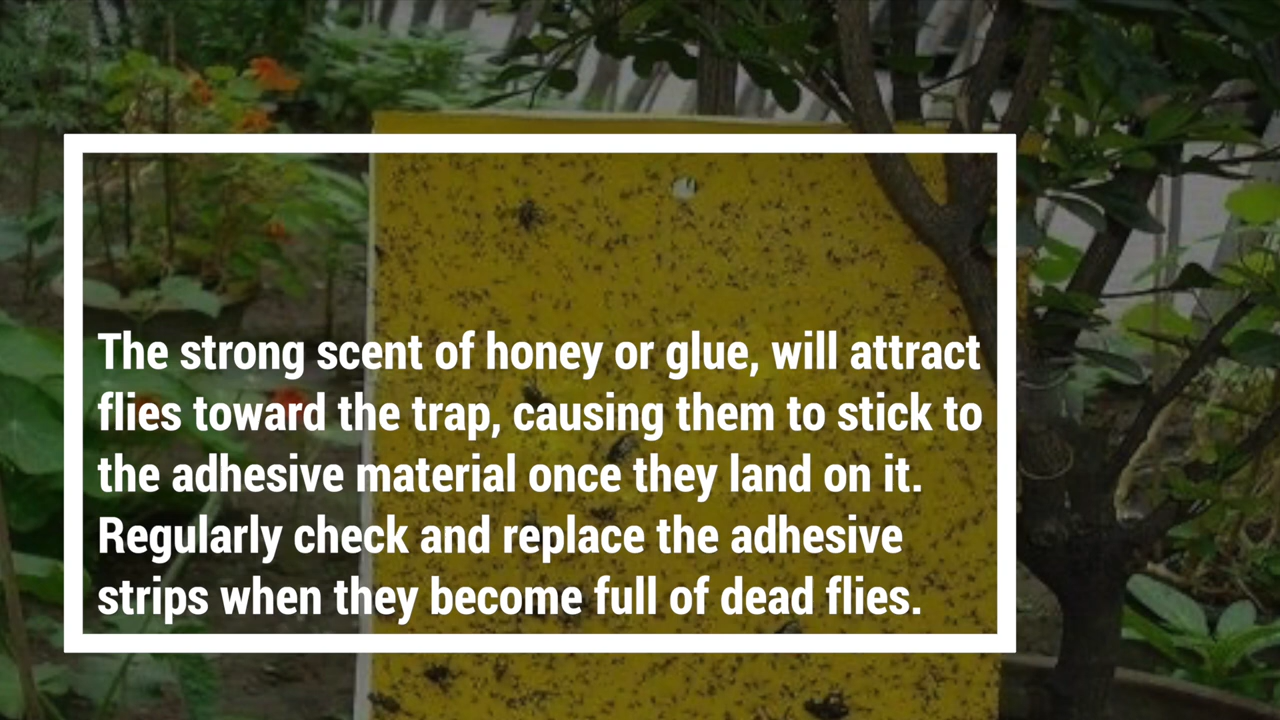 The strong scent of honey or glue, will attract
flies toward the trap, causing them to stick to
the adhesive material once they land on it.
Regularly check and replace the adhesive
strips when they become full of dead flies.